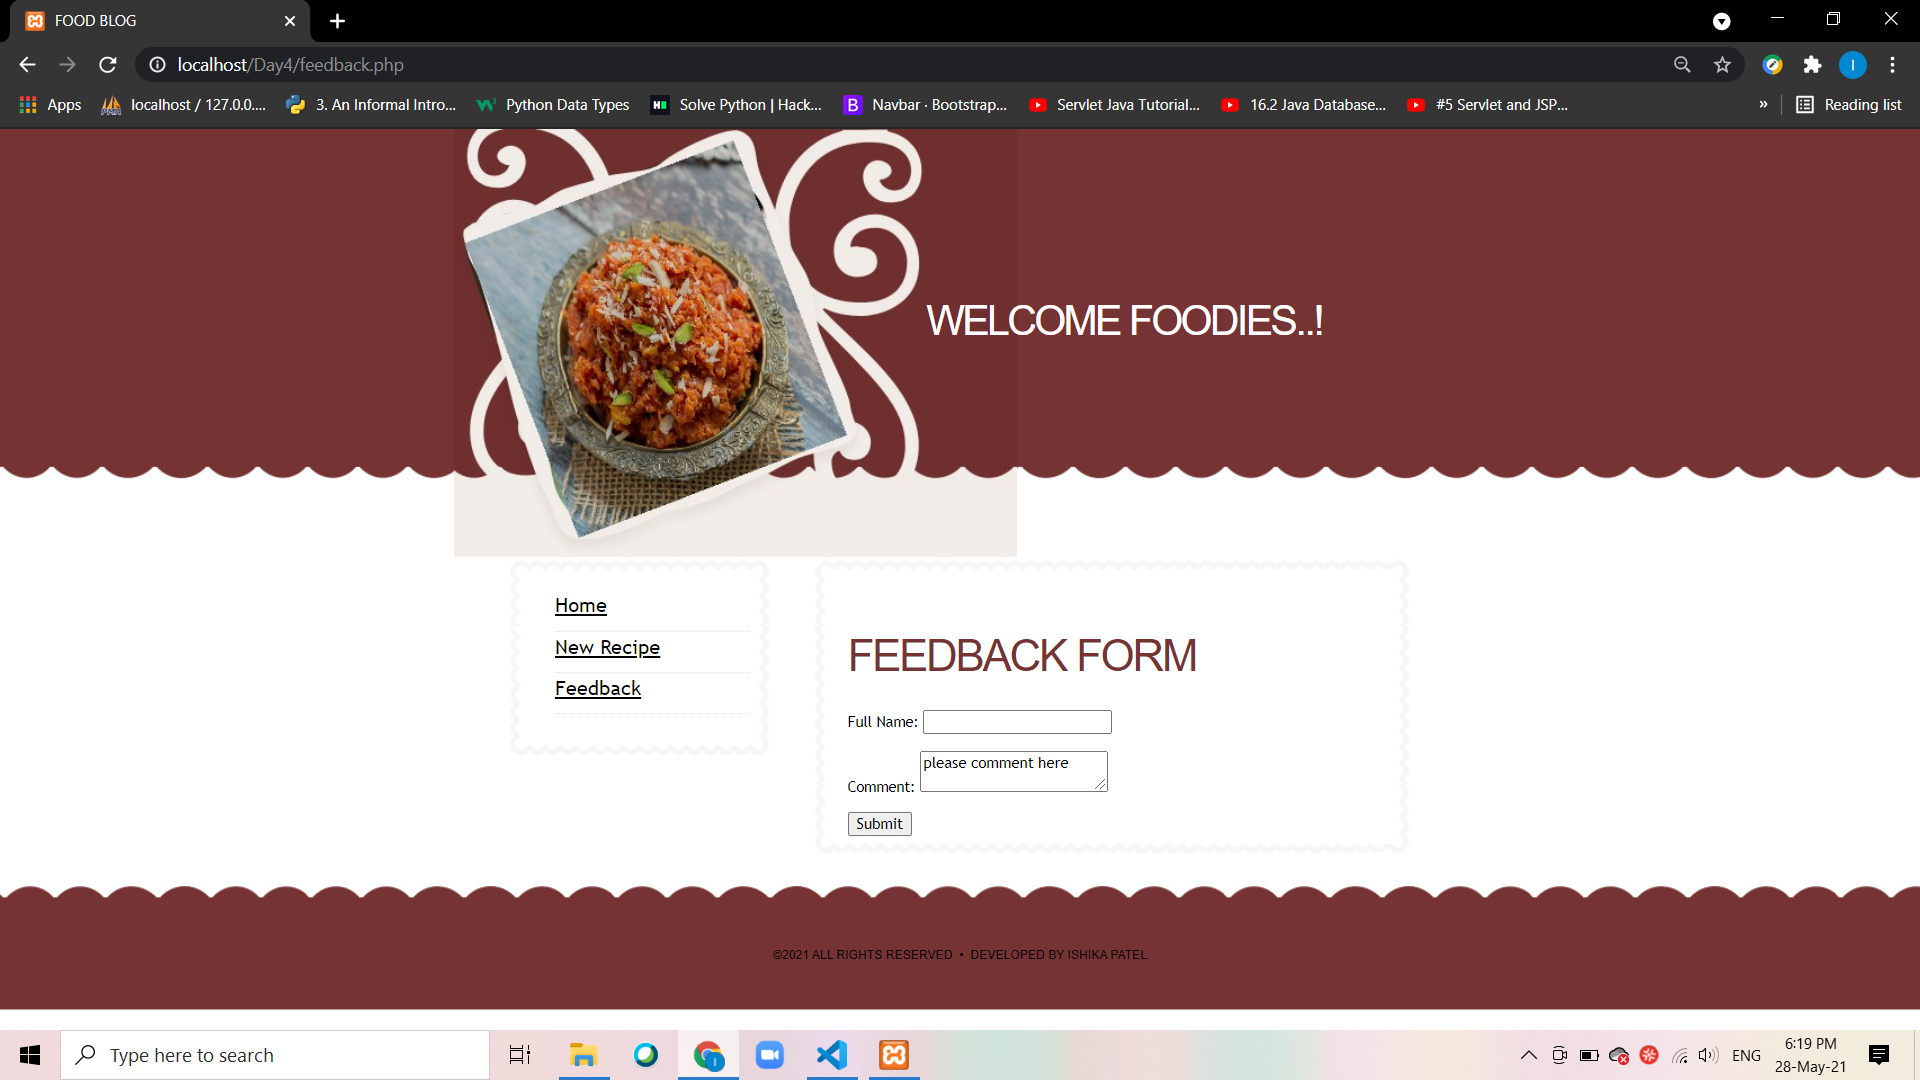 FOOD BLOG
localhost/Day4/feedback.php
I
Apps
localhost / 127.0.0....
3. An Informal Intro...
Python Data Types
Solve Python | Hack...
Navbar · Bootstrap...
Servlet Java Tutorial...
16.2 Java Database...
#5 Servlet and JSP...
»
Reading list
WELCOME FOODIES..!
Home
New Recipe
Feedback
FEEDBACK FORM
Full Name:
please comment here
Comment:
Submit
©2021 ALL RIGHTS RESERVED • DEVELOPED BY ISHIKA PATEL
Type here to search
ENG
6:19 PM
28-May-21